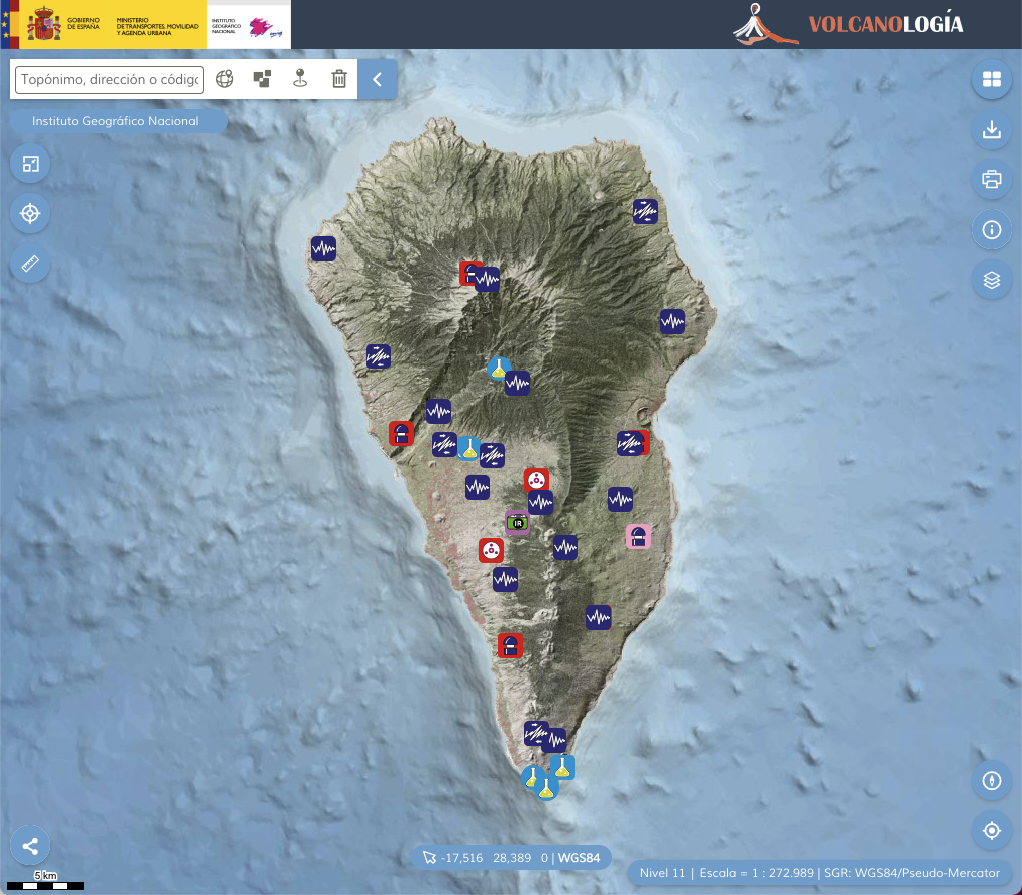 GOBIERNO
DE ESPAÑA
MINISTERIO
DE TRANSPORTES, MOVILIDAD
Y AGENDA URBANA
INSTITUTO
GEOGRÁFICO
NACIONAL
VOLCANOLOGÍA
Topónimo, dirección o códig
Instituto Geográfico Nacional
IR
5 km
-17,516 28,389 0 | WGS84
Nivel 11 | Escala = 1 : 272.989 | SGR: WGS84/Pseudo-Mercator